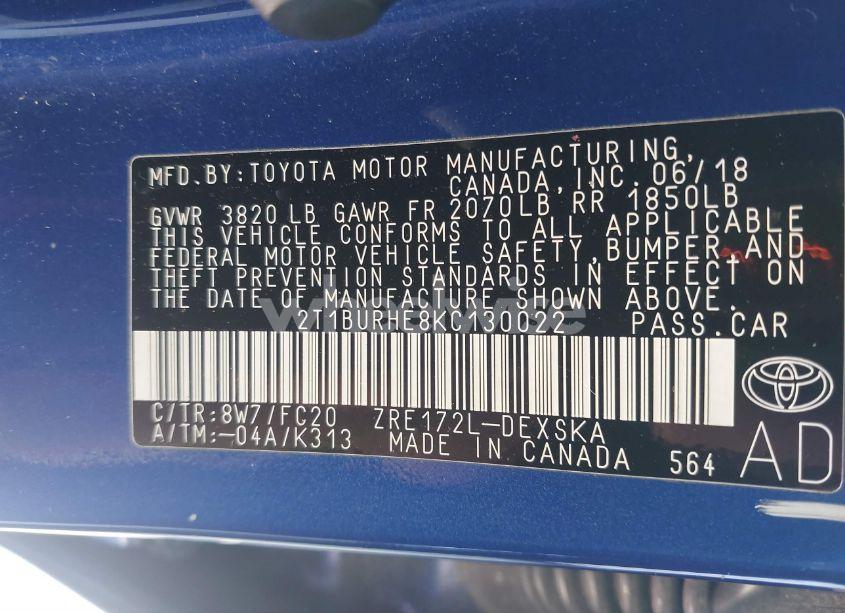 MFD.BY:TOYOTA MOTOR MANUFACTURING,
CANADA,INC.06/18
GVWR 3820LB GAWR FR 2070LB RR 1850LB
THIS VEHICLE CONFORMS TO ALL APPLICABLE
FEDERAL MOTOR VEHICLE SAFETY,BUMPER,AND
THEFT PREVENTION STANDARDS IN EFFECT ON
THE DATE OF MANUFACTURE SHOWN ABOVE.
2T1BURHE8KC130022 PASS.CAR
wheelwise
C/TR:8W7/FC20 ZRE172L-DEXSKA
A/TM:-04A/K313 MADE IN CANADA 564
AD